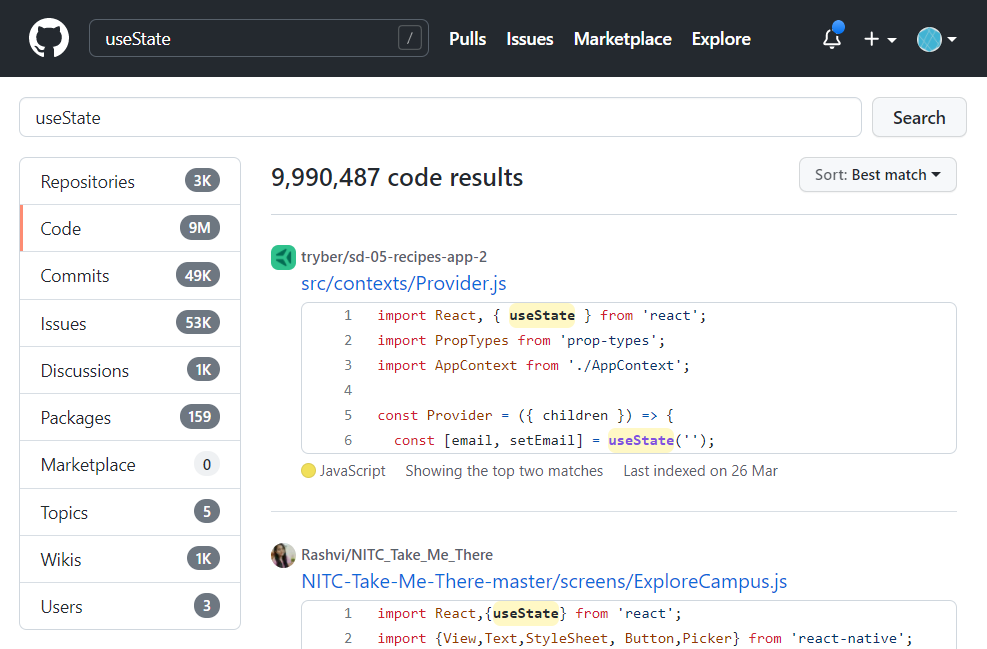 useState / Pulls Issues Marketplace Explore
useState Search
Repositories 3K
Code 9M
Commits 49K
Issues 53K
Discussions 1K
Packages 159
Marketplace 0
Topics 5
Wikis 1K
Users 3
9,990,487 code results Sort: Best match
tryber/sd-05-recipes-app-2
src/contexts/Provider.js
1 import React, { useState } from 'react';
2 import PropTypes from 'prop-types';
3 import AppContext from './AppContext';
4
5 const Provider = ({ children }) => {
6 const [email, setEmail] = useState('');
JavaScript Showing the top two matches Last indexed on 26 Mar
Rashvi/NITC_Take_Me_There
NITC-Take-Me-There-master/screens/ExploreCampus.js
1 import React,{useState} from 'react';
2 import {View,Text,StyleSheet, Button,Picker} from 'react-native';